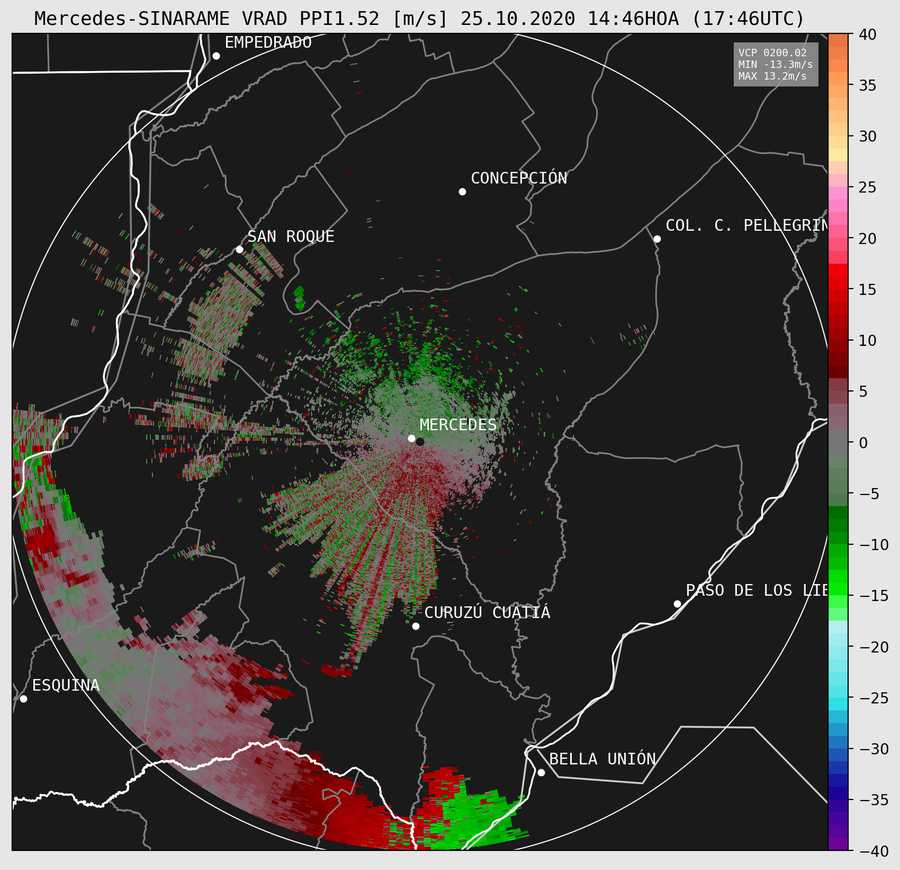 Mercedes-SINARAME VRAD PPI1.52 [m/s] 25.10.2020 14:46HOA (17:46UTC)
EMPEDRADO
VCP 0200.02
MIN -13.3m/s
MAX 13.2m/s
CONCEPCIÓN
SAN ROQUE
COL. C. PELLEGRIN
MERCEDES
PASO DE LOS LIE
CURUZÚ CUATIÁ
ESQUINA
BELLA UNIÓN
40
35
30
25
20
15
10
5
0
−5
−10
−15
−20
−25
−30
−35
−40